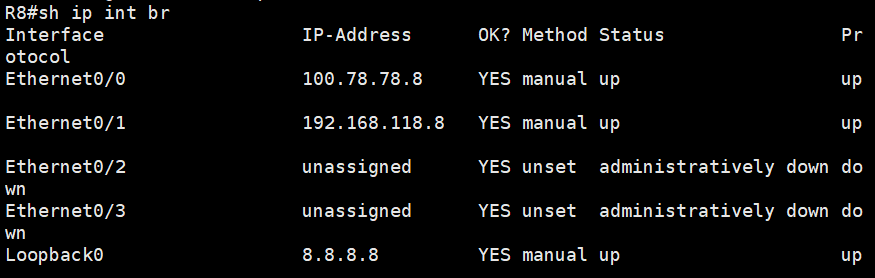 R8#sh ip int br
Interface                  IP-Address      OK? Method Status                Pr
otocol
Ethernet0/0                100.78.78.8     YES manual up                    up
Ethernet0/1                192.168.118.8   YES manual up                    up
Ethernet0/2                unassigned      YES unset  administratively down do
wn
Ethernet0/3                unassigned      YES unset  administratively down do
wn
Loopback0                  8.8.8.8         YES manual up                    up